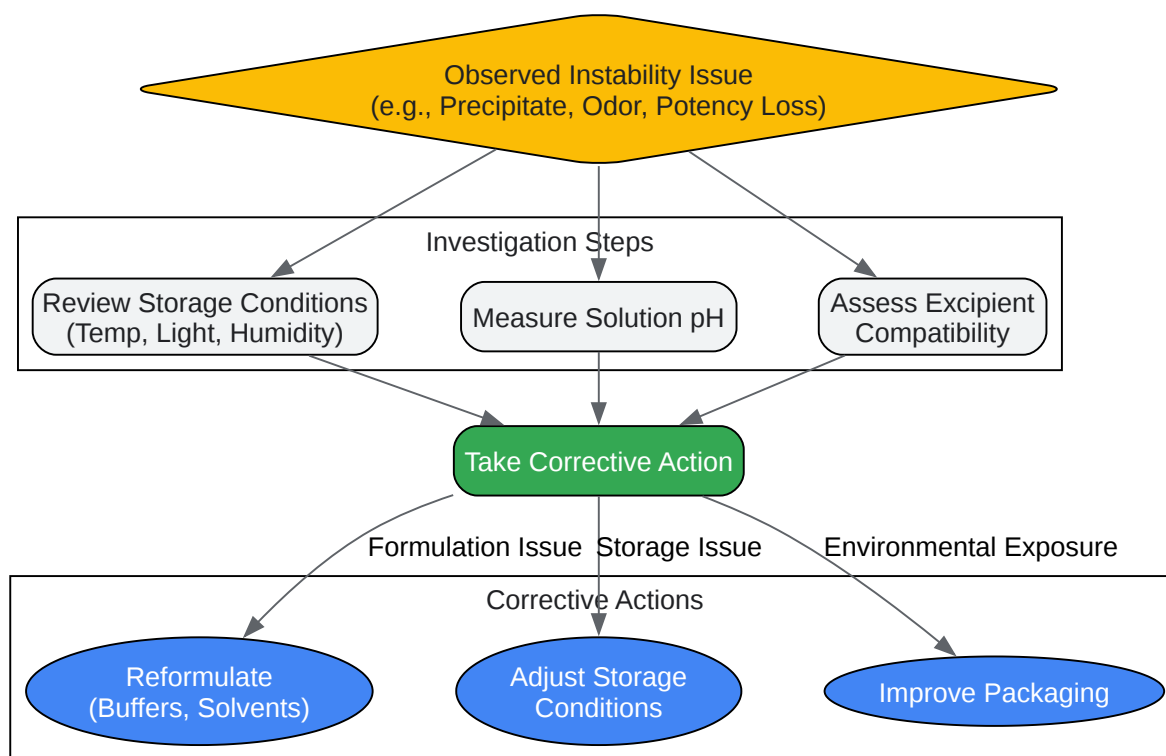 Observed Instability Issue
(e.g., Precipitate, Odor, Potency Loss)
Investigation Steps
Review Storage Conditions
(Temp, Light, Humidity)
Measure Solution pH
Assess Excipient
Compatibility
Take Corrective Action
Formulation Issue
Storage Issue
Environmental Exposure
Corrective Actions
Reformulate
(Buffers, Solvents)
Adjust Storage
Conditions
Improve Packaging